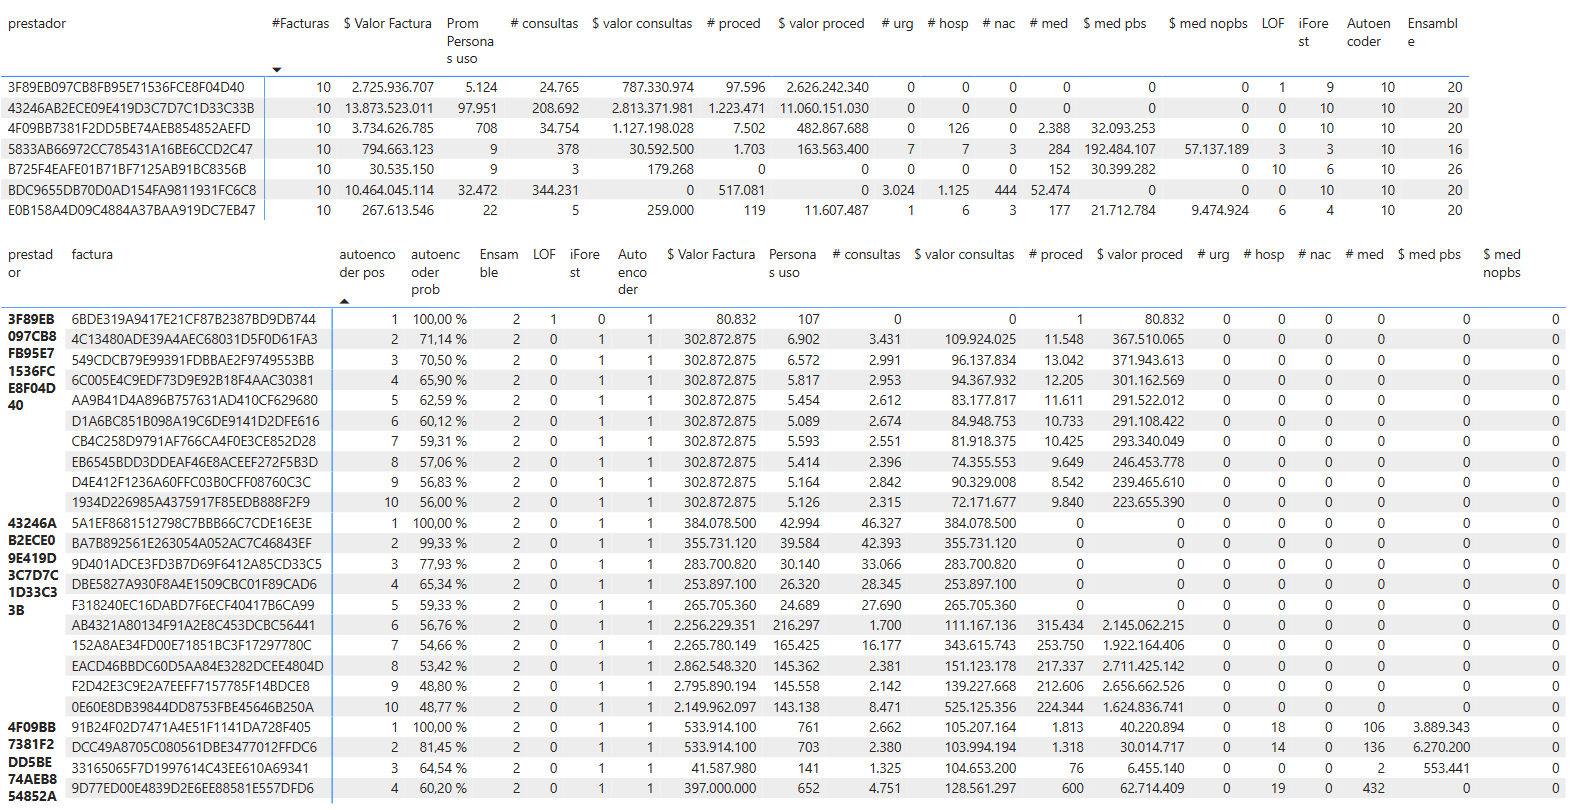 prestador #Facturas $ Valor Factura Prom Personas uso # consultas $ valor consultas # proced $ valor proced # urg # hosp # nac # med $ med pbs $ med nopbs LOF iForest Autoencoder Ensamble
3F89EB097CB8FB95E71536FCE8F04D40 10 2.725.936.707 5.124 24.765 787.330.974 97.596 2.626.242.340 0 0 0 0 0 0 1 9 10 20
43246AB2ECE09E419D3C7D7C1D33C33B 10 13.873.523.011 97.951 208.692 2.813.371.981 1.223.471 11.060.151.030 0 0 0 0 0 0 0 10 10 20
4F09BB7381F2DD5BE74AEB854852AEFD 10 3.734.626.785 708 34.754 1.127.198.028 7.502 482.867.688 0 126 0 2.388 32.093.253 0 0 10 10 20
5833AB66972CC785431A16BE6CCD2C47 10 794.663.123 9 378 30.592.500 1.703 163.563.400 7 7 3 284 192.484.107 57.137.189 3 3 10 16
B725F4EAFE01B71BF7125AB91BC8356B 10 30.535.150 9 3 179.268 0 0 0 0 0 152 30.399.282 0 10 6 10 26
BDC9655DB70D0AD154FA9811931FC6C8 10 10.464.045.114 32.472 344.231 0 517.081 0 3.024 1.125 444 52.474 0 0 0 10 10 20
E0B158A4D09C4884A37BAA919DC7EB47 10 267.613.546 22 5 259.000 119 11.607.487 1 6 3 177 21.712.784 9.474.924 6 4 10 20
prestador factura autoencoder pos autoencoder prob Ensamble LOF iForest Autoencoder $ Valor Factura Personas uso # consultas $ valor consultas # proced $ valor proced # urg # hosp # nac # med $ med pbs $ med nopbs
3F89EB 6BDE319A9417E21CF87B2387BD9DB744 1 100,00 % 2 1 0 1 80.832 107 0 0 1 80.832 0 0 0 0 0 0
097CB8 4C13480ADE39A4AEC68031D5F0D61FA3 2 71,14 % 2 0 1 1 302.872.875 6.902 3.431 109.924.025 11.548 367.510.065 0 0 0 0 0 0
FB95E7 549CDCB79E99391FDBBAE2F9749553BB 3 70,50 % 2 0 1 1 302.872.875 6.572 2.991 96.137.834 13.042 371.943.613 0 0 0 0 0 0
1536FC 6C005E4C9EDF73D9E92B18F4AAC30381 4 65,90 % 2 0 1 1 302.872.875 5.817 2.953 94.367.932 12.205 301.162.569 0 0 0 0 0 0
E8F04D AA9B41D4A896B757631AD410CF629680 5 62,59 % 2 0 1 1 302.872.875 5.454 2.612 83.177.817 11.611 291.522.012 0 0 0 0 0 0
40 D1A6BC851B098A19C6DE9141D2DFE616 6 60,12 % 2 0 1 1 302.872.875 5.089 2.674 84.948.753 10.733 291.108.422 0 0 0 0 0 0
CB4C258D9791AF766CA4F0E3CE852D28 7 59,31 % 2 0 1 1 302.872.875 5.593 2.551 81.918.375 10.425 293.340.049 0 0 0 0 0 0
EB6545BDD3DDEAF46E8ACEEF272F5B3D 8 57,06 % 2 0 1 1 302.872.875 5.414 2.396 74.355.553 9.649 246.453.778 0 0 0 0 0 0
D4E412F1236A60FFC03B0CFF08760C3C 9 56,83 % 2 0 1 1 302.872.875 5.164 2.842 90.329.008 8.542 239.465.610 0 0 0 0 0 0
1934D226985A4375917F85EDB888F2F9 10 56,00 % 2 0 1 1 302.872.875 5.126 2.315 72.171.677 9.840 223.655.390 0 0 0 0 0 0
43246A 5A1EF8681512798C7BBB66C7CDE16E3E 1 100,00 % 2 0 1 1 384.078.500 42.994 46.327 384.078.500 0 0 0 0 0 0 0 0
B2ECE0 BA7B892561E263054A052AC7C46843EF 2 99,33 % 2 0 1 1 355.731.120 39.584 42.393 355.731.120 0 0 0 0 0 0 0 0
9E419D 9D401ADCE3FD3B7D69F6412A85CD33C5 3 77,93 % 2 0 1 1 283.700.820 30.140 33.066 283.700.820 0 0 0 0 0 0 0 0
3C7D7C DBE5827A930F8A4E1509CBC01F89CAD6 4 65,34 % 2 0 1 1 253.897.100 26.320 28.345 253.897.100 0 0 0 0 0 0 0 0
1D33C3 F318240EC16DABD7F6ECF40417B6CA99 5 59,33 % 2 0 1 1 265.705.360 24.689 27.690 265.705.360 0 0 0 0 0 0 0 0
3B AB4321A80134F91A2E8C453DCBC56441 6 56,76 % 2 0 1 1 2.256.229.351 216.297 1.700 111.167.136 315.434 2.145.062.215 0 0 0 0 0 0
152A8AE34FD00E71851BC3F17297780C 7 54,66 % 2 0 1 1 2.265.780.149 165.425 16.177 343.615.743 253.750 1.922.164.406 0 0 0 0 0 0
EACD46BBDC60D5AA84E3282DCEE4804D 8 53,42 % 2 0 1 1 2.862.548.320 145.362 2.381 151.123.178 217.337 2.711.425.142 0 0 0 0 0 0
F2D42E3C9E2A7EEFF7157785F14BDCE8 9 48,80 % 2 0 1 1 2.795.890.194 145.558 2.142 139.227.668 212.606 2.656.662.526 0 0 0 0 0 0
0E60E8DB39844DD8753FBE45646B250A 10 48,77 % 2 0 1 1 2.149.962.097 143.138 8.471 525.125.356 224.344 1.624.836.741 0 0 0 0 0 0
4F09BB 91B24F02D7471A4E51F1141DA728F405 1 100,00 % 2 0 1 1 533.914.100 761 2.662 105.207.164 1.813 40.220.894 0 18 0 106 3.889.343 0
7381F2 DCC49A8705C080561DBE3477012FFDC6 2 81,45 % 2 0 1 1 533.914.100 703 2.380 103.994.194 1.318 30.014.717 0 14 0 136 6.270.200 0
DD5BE 33165065F7D1997614C43EE610A69341 3 64,54 % 2 0 1 1 41.587.980 141 1.325 104.653.200 76 6.455.140 0 0 0 2 553.441 0
74AEB8 9D77ED00E4839D2E6EE88581E557DFD6 4 60,20 % 2 0 1 1 397.000.000 652 4.751 128.561.297 600 62.714.409 0 19 0 432 0 0
54852A